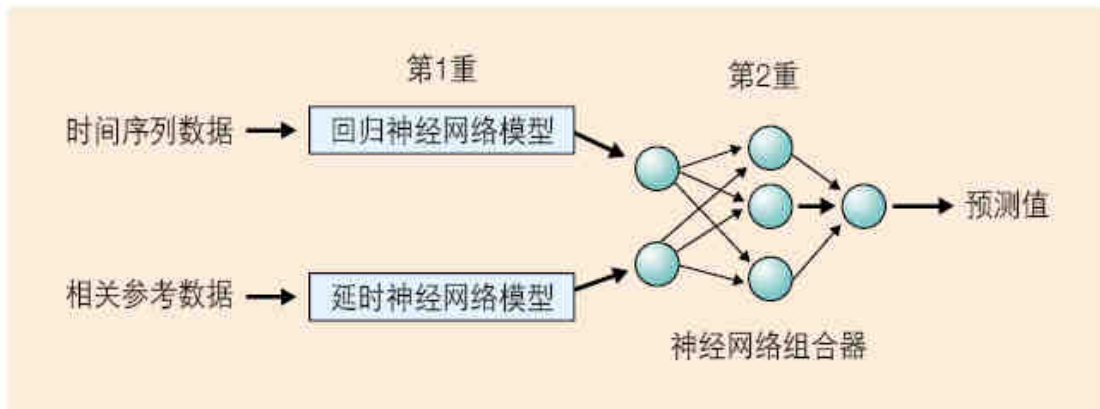 第1重
第2重
时间序列数据
回归神经网络模型
预测值
相关参考数据
延时神经网络模型
神经网络组合器